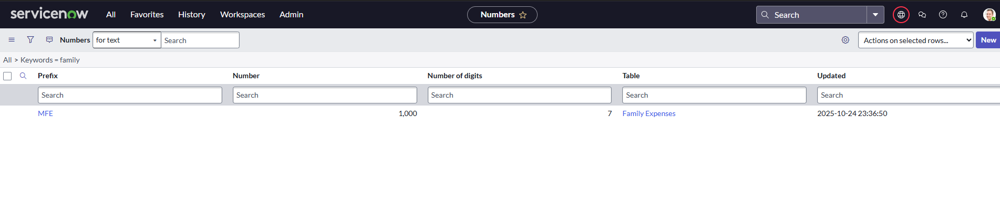 servicenow All Favorites History Workspaces Admin Numbers Search
Numbers for text Search Actions on selected rows... New
All > Keywords = family
Prefix Number Number of digits Table Updated
Search Search Search Search Search
MFE 1,000 7 Family Expenses 2025-10-24 23:36:50